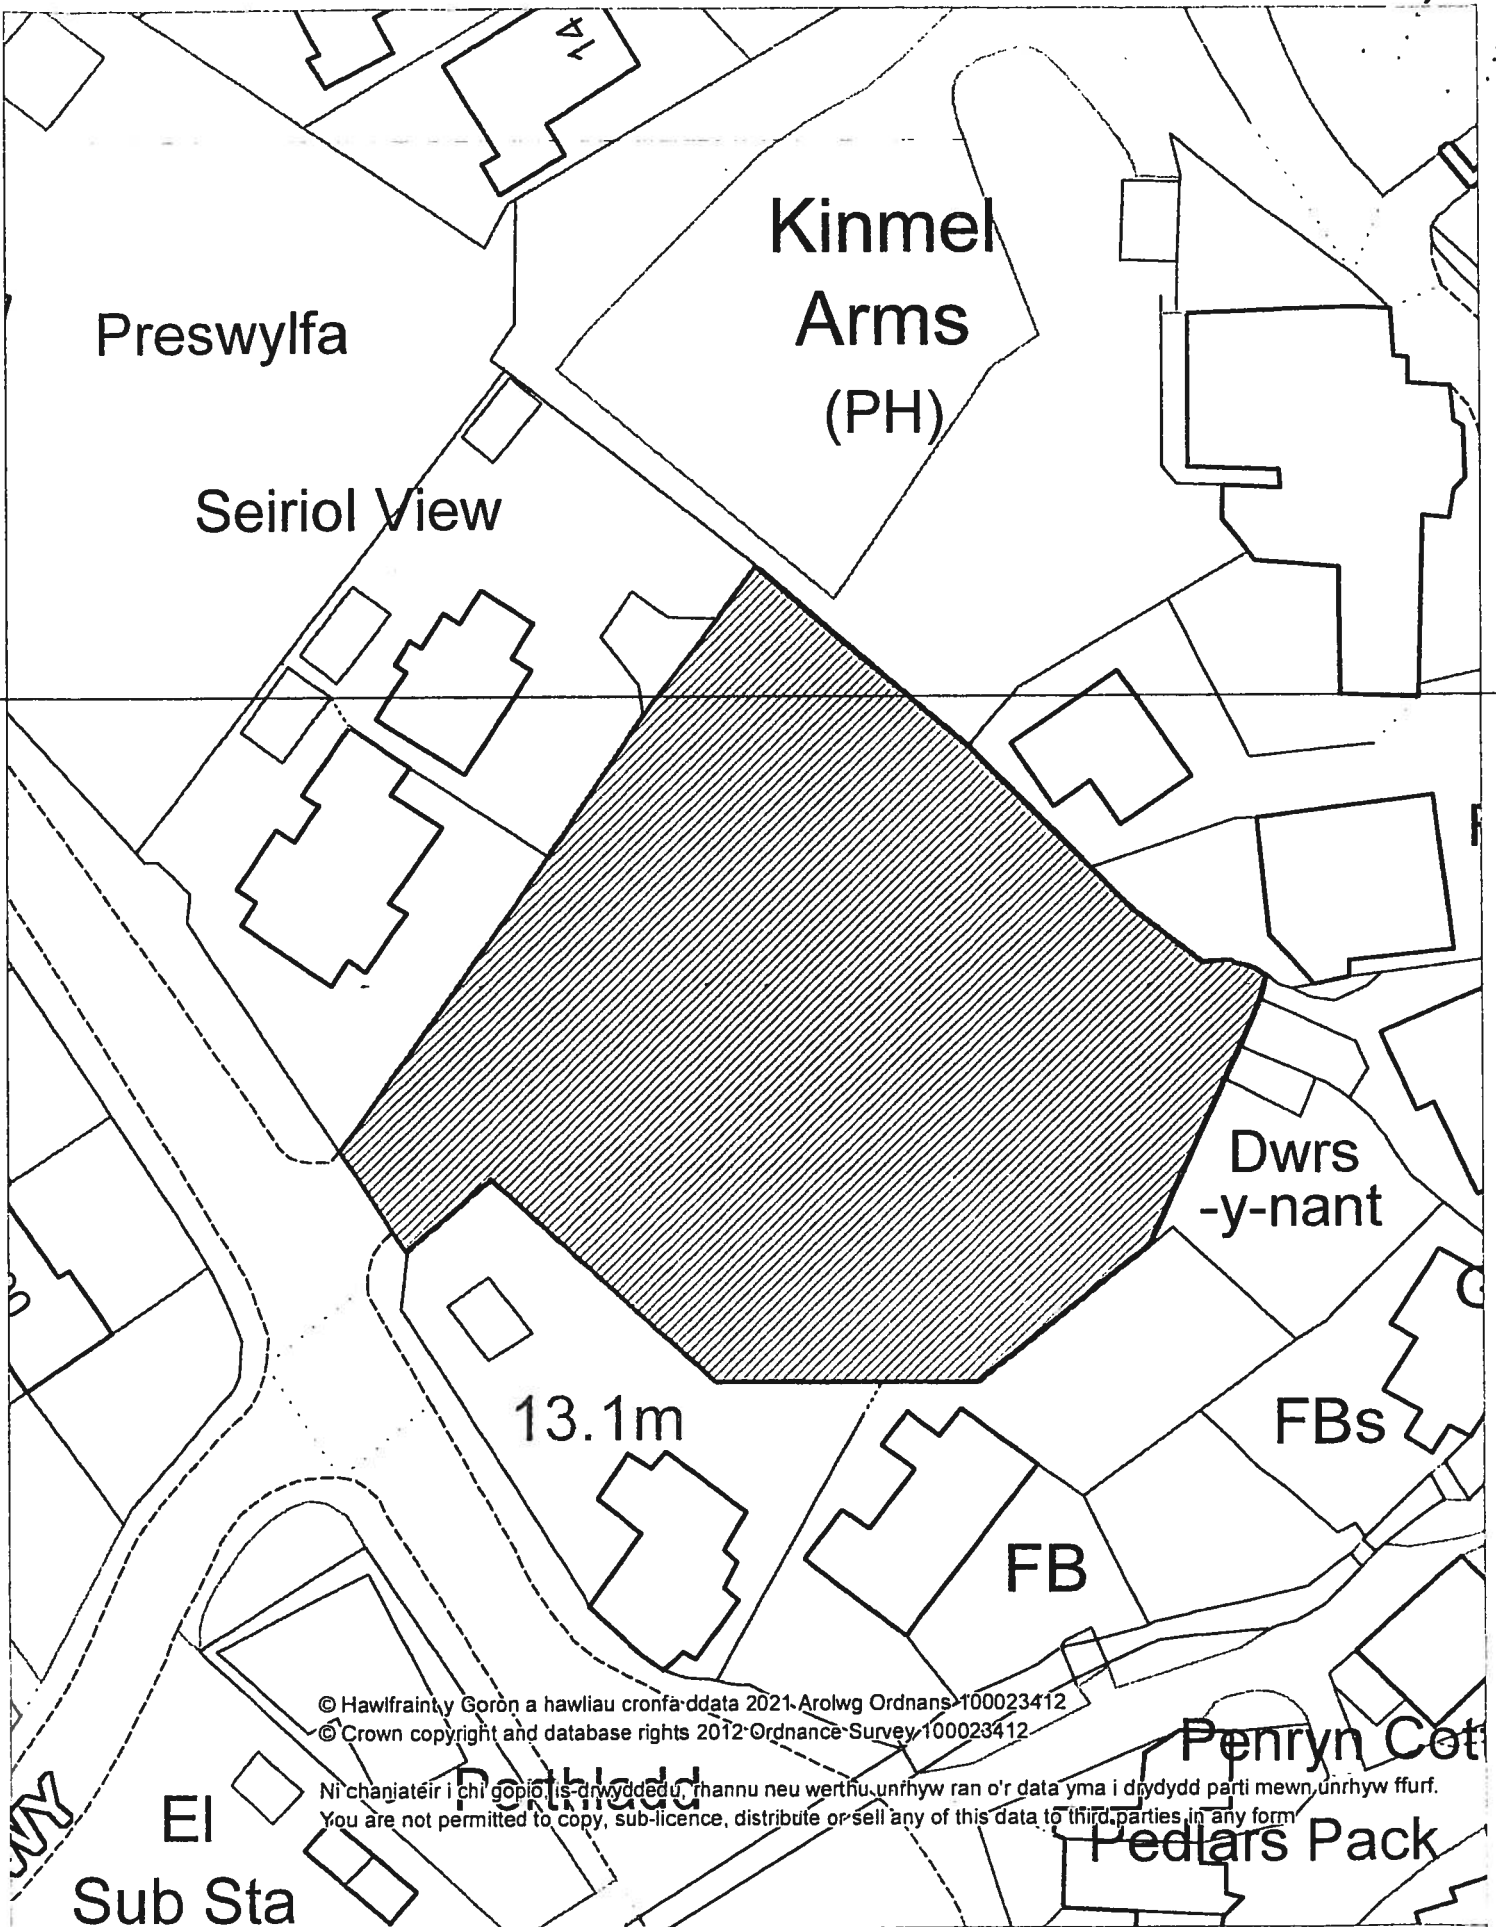 14
Kinmel
Arms
(PH)
Preswylfa
Seiriol View
Dwrs
-y-nant
13.1m
FBs
FB
© Hawlfraint y Goron a hawliau cronfa ddata 2021 Arolwg Ordnans 100023412
© Crown copyright and database rights 2012 Ordnance Survey 100023412
Penryn Cot
Porthladd
Ni chaniateir i chi gopio, is-drwyddedu, rhannu neu werthu unrhyw ran o'r data yma i drydydd parti mewn unrhyw ffurf.
You are not permitted to copy, sub-licence, distribute or sell any of this data to third parties in any form
El
Sub Sta
Pedlars Pack
WY